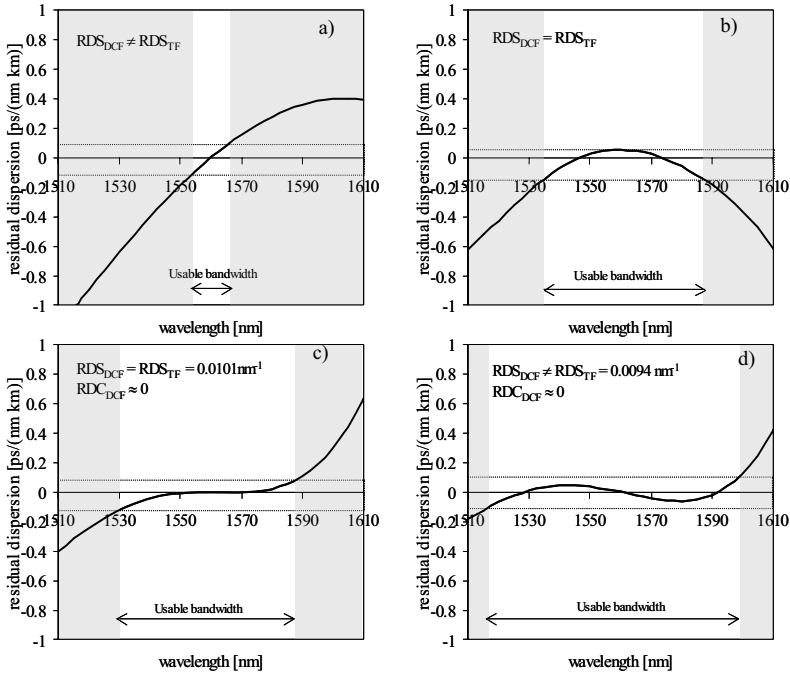 a)
RDS_DCF ≠ RDS_TF
residual dispersion [ps/(nm km)]
1
0.8
0.6
0.4
0.2
0
-0.2
-0.4
-0.6
-0.8
-1
1510 1530 1550 1570 1590 1610
Usable bandwidth
wavelength [nm]
b)
RDS_DCF = RDS_TF
residual dispersion [ps/(nm km)]
1
0.8
0.6
0.4
0.2
0
-0.2
-0.4
-0.6
-0.8
-1
1510 1530 1550 1570 1590 1610
Usable bandwidth
wavelength [nm]
c)
RDS_DCF = RDS_TF = 0.0101nm⁻¹
RDC_DCF ≈ 0
residual dispersion [ps/(nm km)]
1
0.8
0.6
0.4
0.2
0
-0.2
-0.4
-0.6
-0.8
-1
1510 1530 1550 1570 1590 1610
Usable bandwidth
wavelength [nm]
d)
RDS_DCF ≠ RDS_TF = 0.0094 nm⁻¹
RDC_DCF ≈ 0
residual dispersion [ps/(nm km)]
1
0.8
0.6
0.4
0.2
0
-0.2
-0.4
-0.6
-0.8
-1
1510 1530 1550 1570 1590 1610
Usable bandwidth
wavelength [nm]